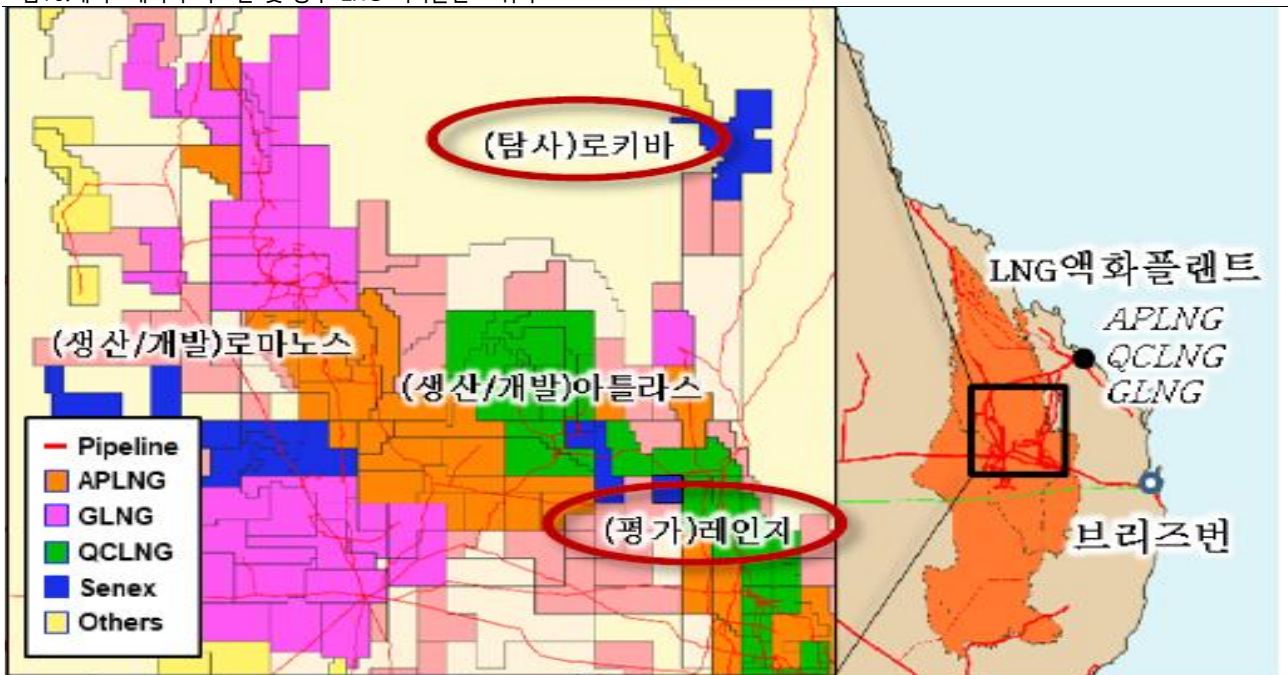 (탐사)로키바
(생산/개발)로마노스
(생산/개발)아틀라스
(평가)레인지
Pipeline
APLNG
GLNG
QCLNG
Senex
Others
LNG액화플랜트
APLNG
QCLNG
GLNG
브리즈번